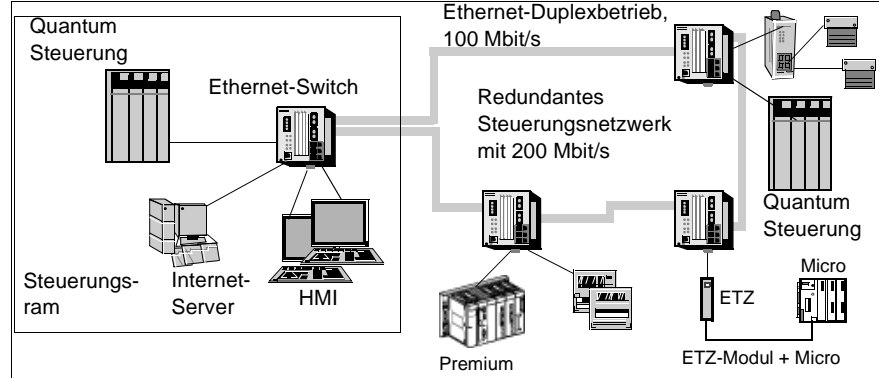 Quantum
Steuerung
Ethernet-Switch
Ethernet-Duplexbetrieb,
100 Mbit/s
Redundantes
Steuerungsnetzwerk
mit 200 Mbit/s
Quantum
Steuerung
Steuerungs-
ram
Internet-
Server
HMI
Premium
ETZ
Micro
ETZ-Modul + Micro